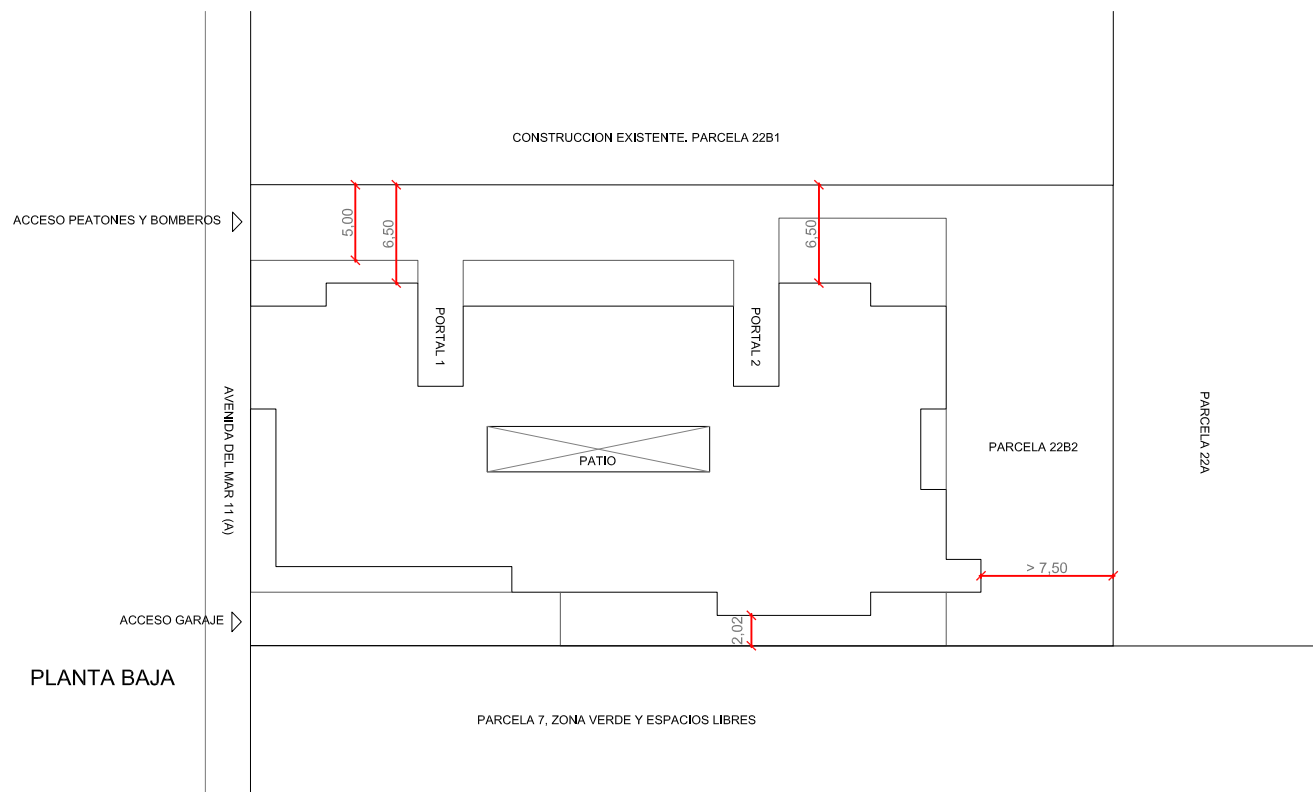 CONSTRUCCION EXISTENTE. PARCELA 22B1
ACCESO PEATONES Y BOMBEROS
5,00
6,50
6,50
PORTAL 1
PORTAL 2
AVENIDA DEL MAR 11 (A)
PATIO
PARCELA 22B2
PARCELA 22A
> 7,50
ACCESO GARAJE
2,02
PLANTA BAJA
PARCELA 7, ZONA VERDE Y ESPACIOS LIBRES